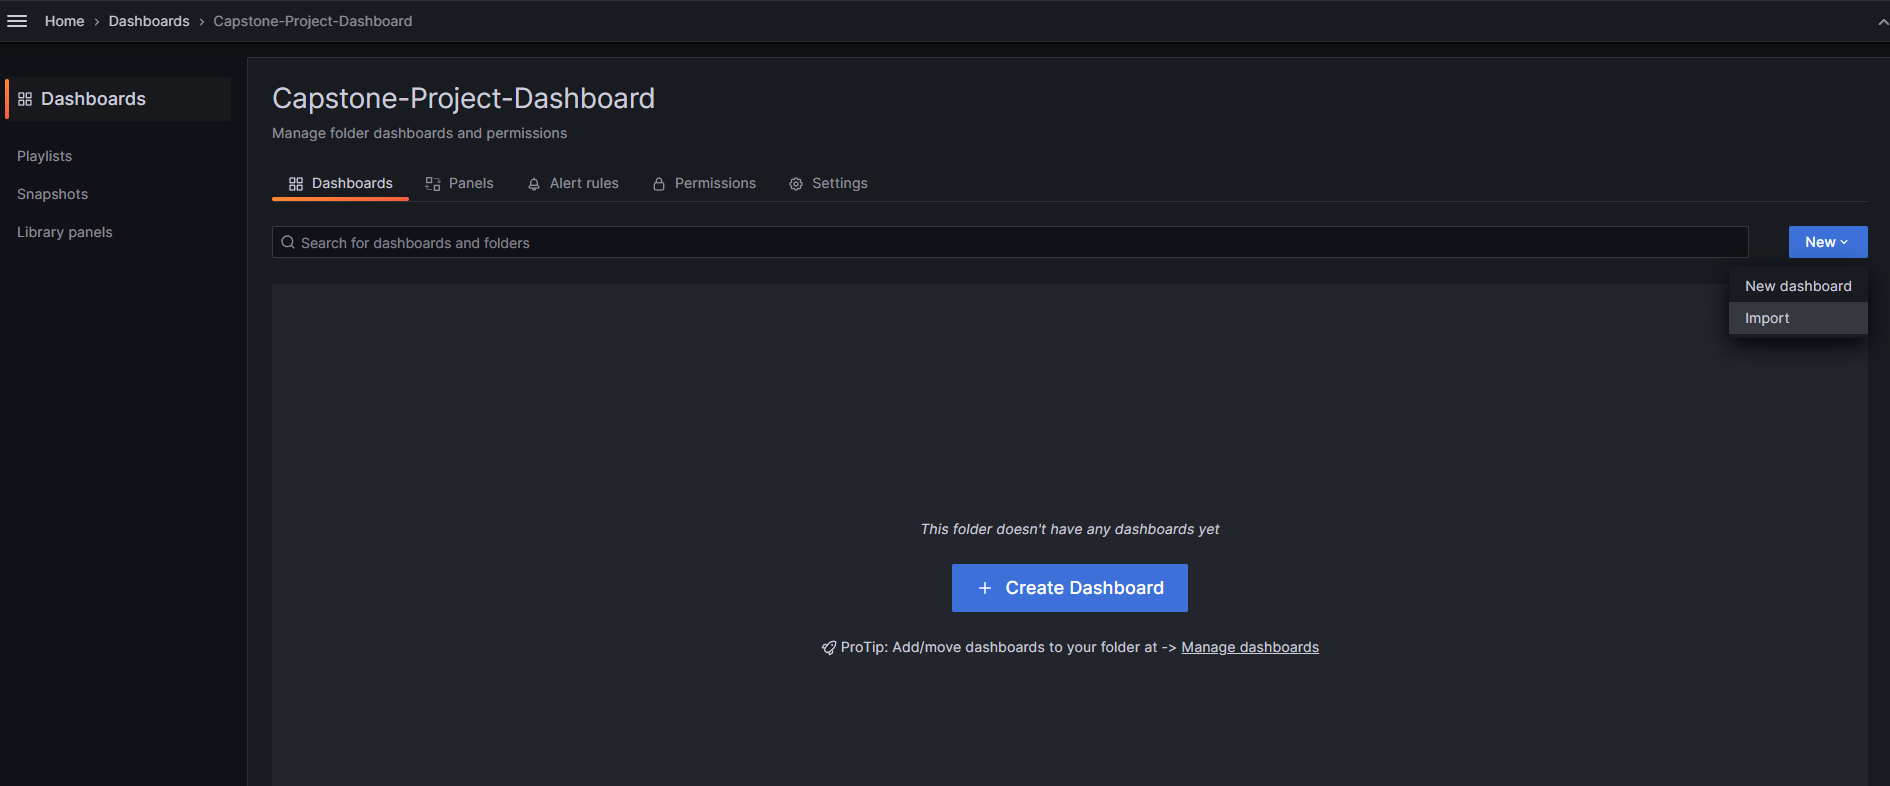 Home › Dashboards › Capstone-Project-Dashboard
Dashboards
Playlists
Snapshots
Library panels
Capstone-Project-Dashboard
Manage folder dashboards and permissions
Dashboards Panels Alert rules Permissions Settings
Search for dashboards and folders
New
New dashboard
Import
This folder doesn't have any dashboards yet
+ Create Dashboard
ProTip: Add/move dashboards to your folder at -> Manage dashboards